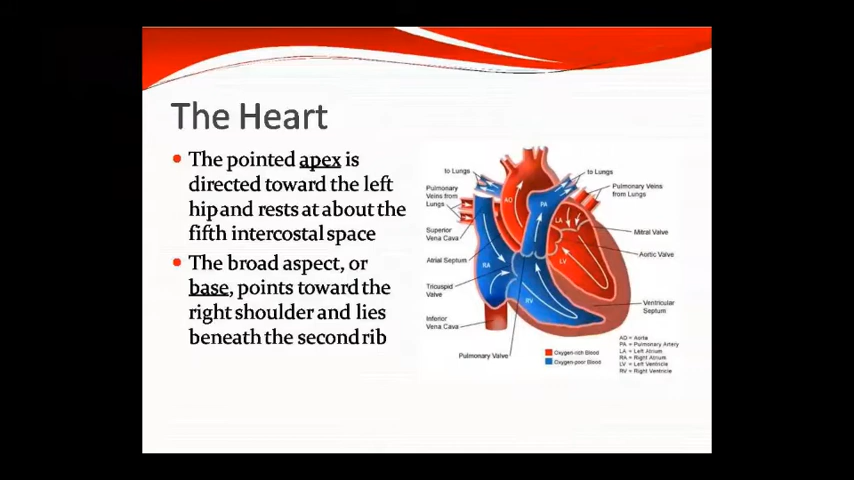 The Heart
The pointed apex is
directed toward the left
hip and rests at about the
fifth intercostal space
The broad aspect, or
base, points toward the
right shoulder and lies
beneath the second rib
to Lungs
to Lungs
Pulmonary
Veins from
Lungs
Pulmonary Veins
from Lungs
AO
PA
LA
Superior
Vena Cava
Mitral Valve
Aortic Valve
Atrial Septum
RA
LV
Tricuspid
Valve
RV
Ventricular
Septum
Inferior
Vena Cava
Pulmonary Valve
Oxygen-rich Blood
Oxygen-poor Blood
AO = Aorta
PA = Pulmonary Artery
LA = Left Atrium
RA = Right Atrium
LV = Left Ventricle
RV = Right Ventricle